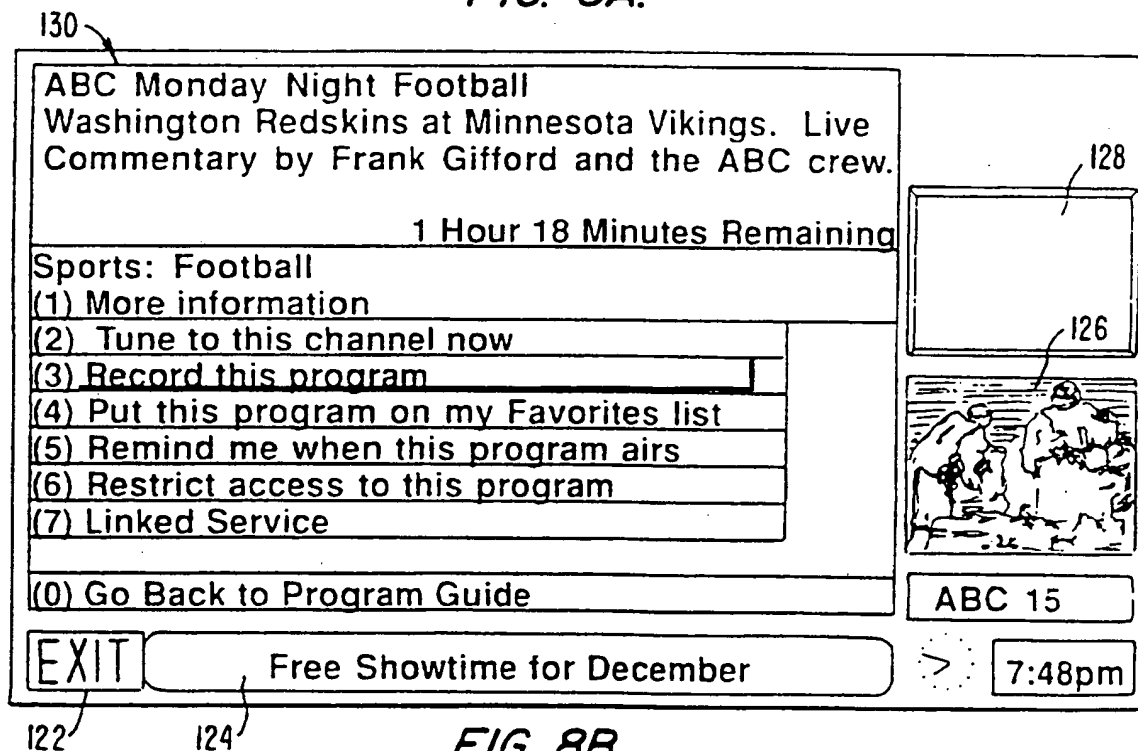 FIG. 8A.
130
ABC Monday Night Football
Washington Redskins at Minnesota Vikings. Live
Commentary by Frank Gifford and the ABC crew.
1 Hour 18 Minutes Remaining
Sports: Football
(1) More information
(2) Tune to this channel now
(3) Record this program
(4) Put this program on my Favorites list
(5) Remind me when this program airs
(6) Restrict access to this program
(7) Linked Service
(0) Go Back to Program Guide
128
126
ABC 15
EXIT
Free Showtime for December
7:48pm
122
124
FIG. 8B